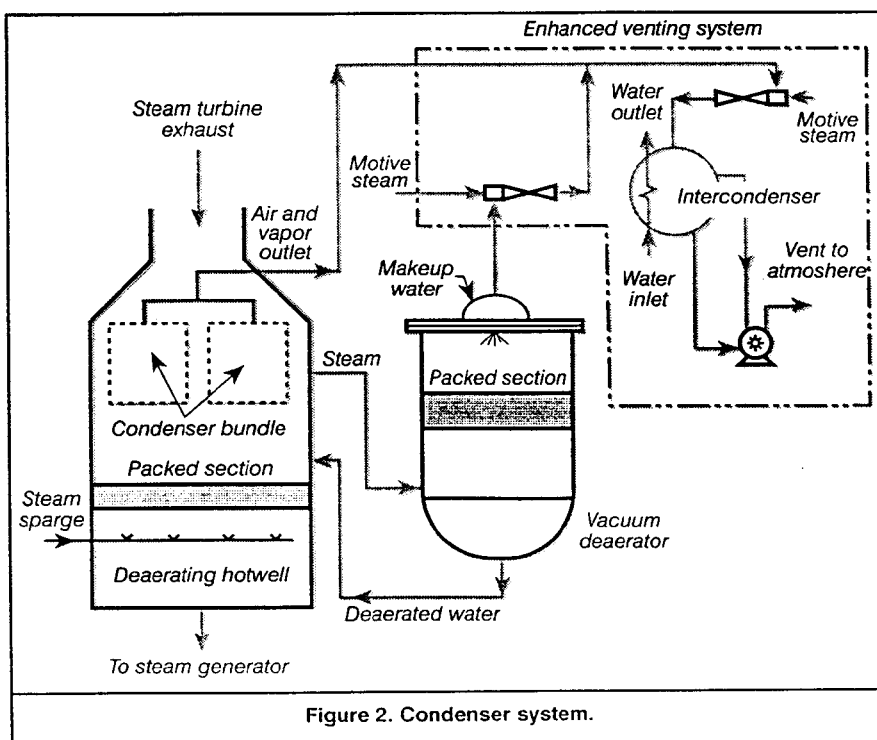 Enhanced venting system
Steam turbine
exhaust
Water
outlet
Motive
steam
Motive
steam
Air and
vapor
outlet
Intercondenser
Makeup
water
Water
inlet
Vent to
atmoshere
Steam
Packed section
Condenser bundle
Packed section
Steam
sparge
Vacuum
deaerator
Deaerating hotwell
Deaerated water
To steam generator
Figure 2. Condenser system.